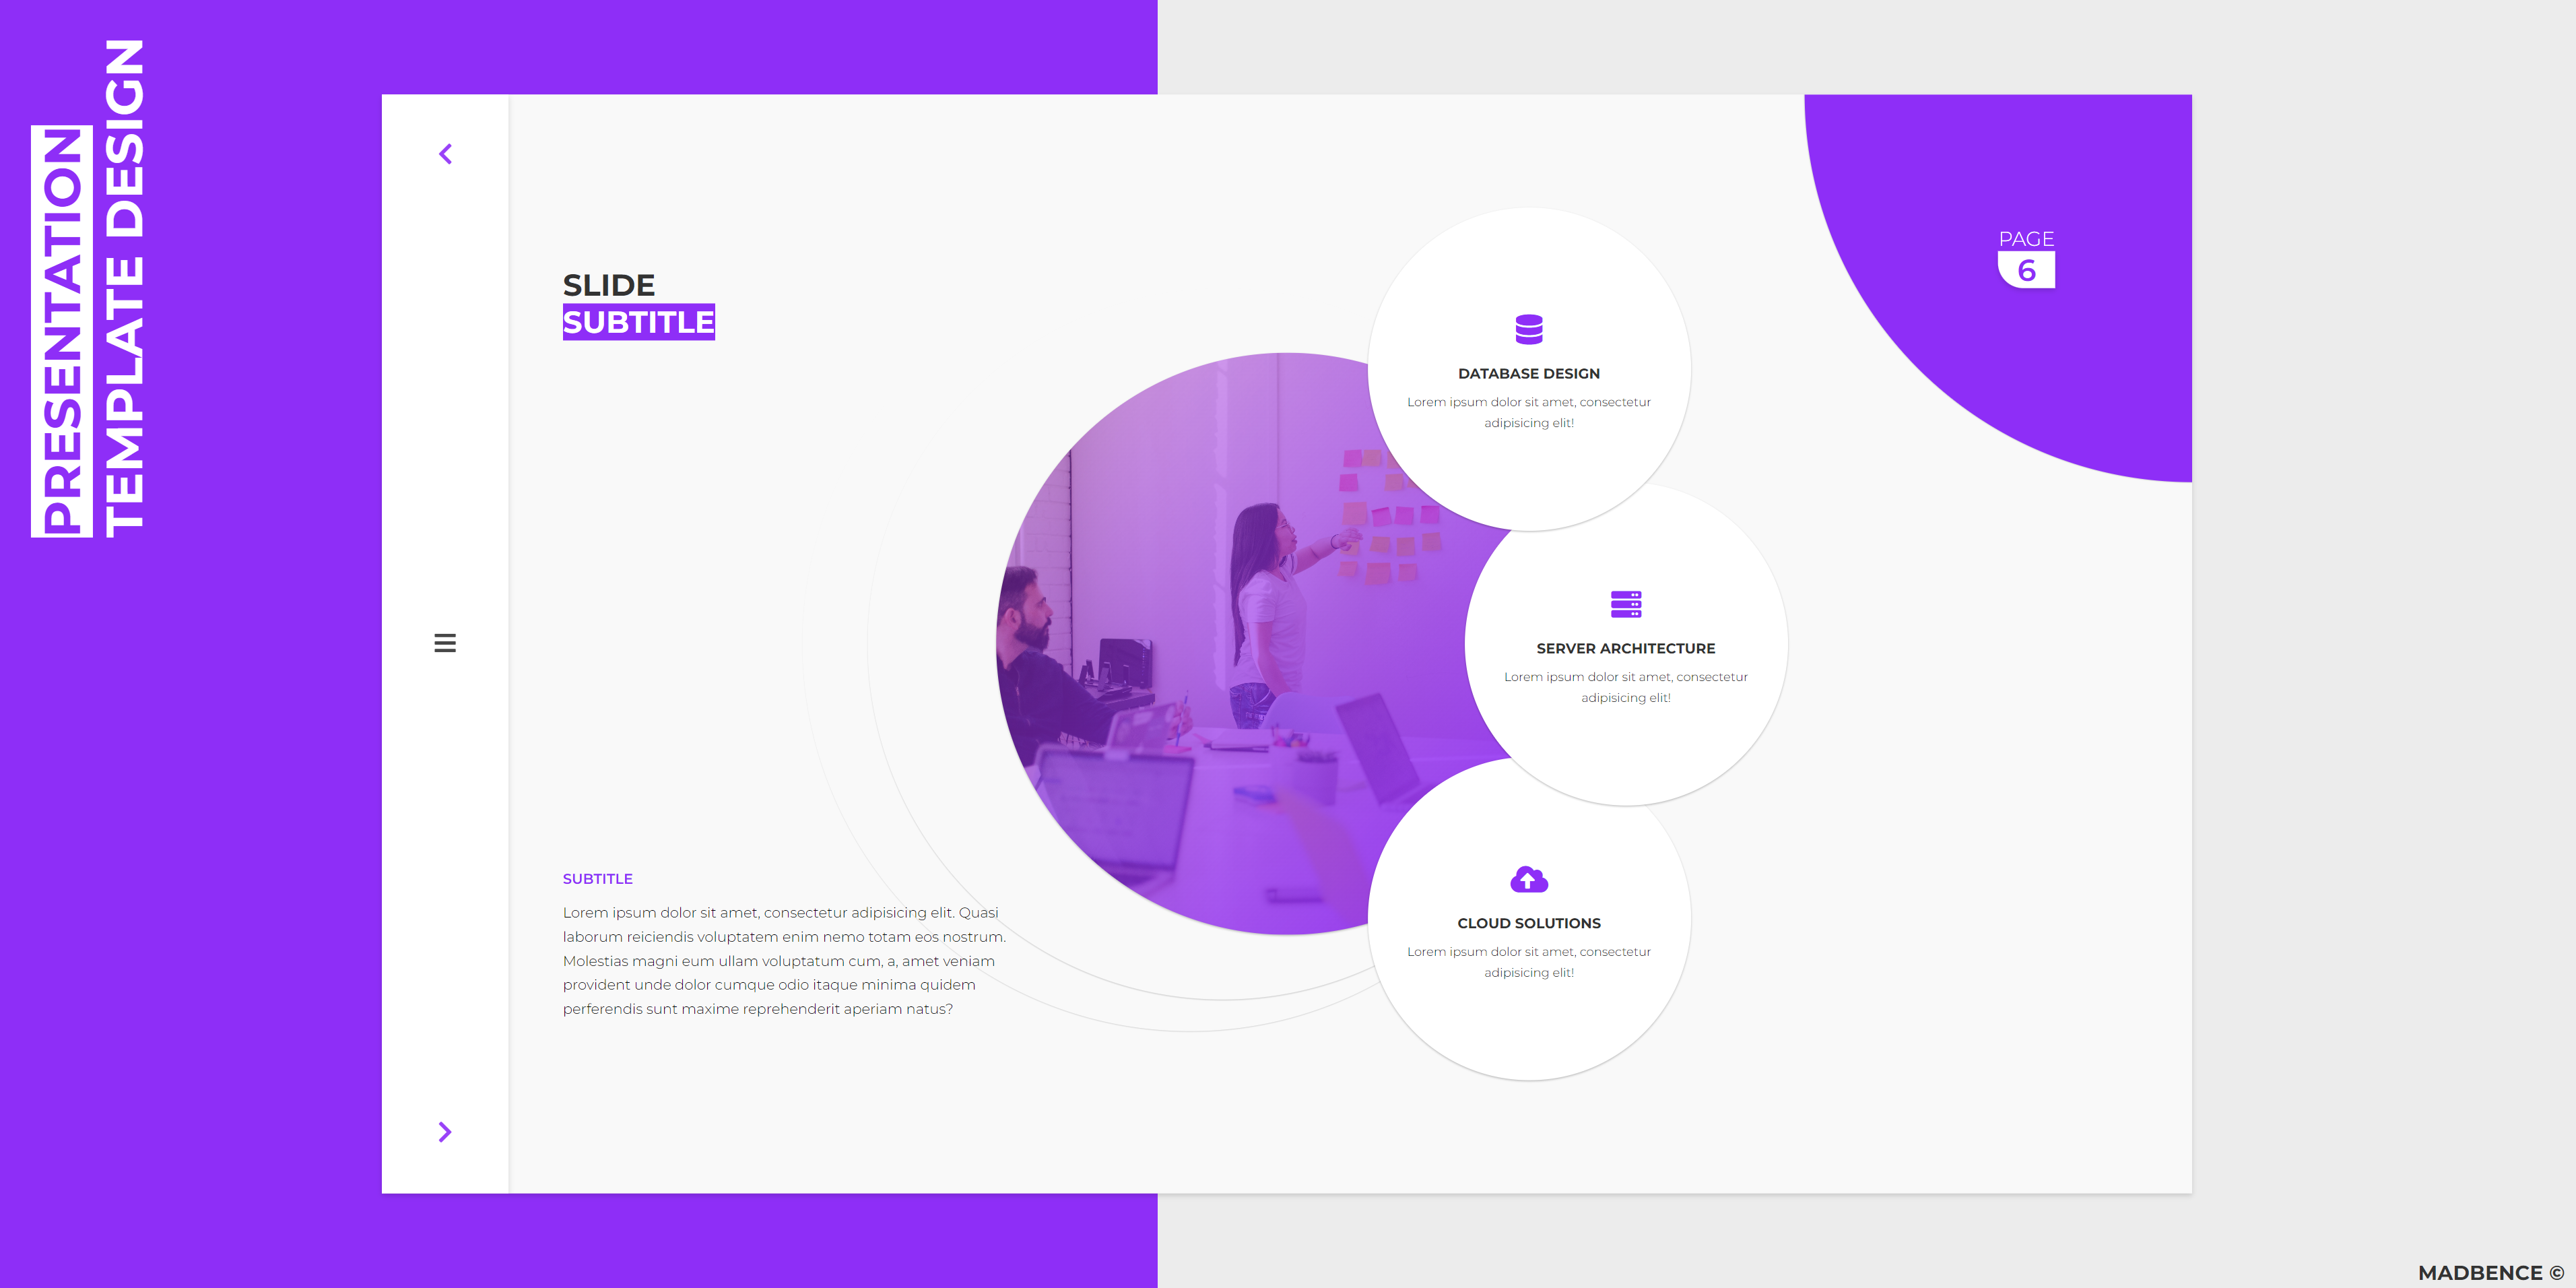 PRESENTATION
TEMPLATE DESIGN
SLIDE
SUBTITLE
PAGE
6
DATABASE DESIGN
Lorem ipsum dolor sit amet, consectetur
adipisicing elit!
SERVER ARCHITECTURE
Lorem ipsum dolor sit amet, consectetur
adipisicing elit!
CLOUD SOLUTIONS
Lorem ipsum dolor sit amet, consectetur
adipisicing elit!
SUBTITLE
Lorem ipsum dolor sit amet, consectetur adipisicing elit. Quasi
laborum reiciendis voluptatem enim nemo totam eos nostrum.
Molestias magni eum ullam voluptatum cum, a, amet veniam
provident unde dolor cumque odio itaque minima quidem
perferendis sunt maxime reprehenderit aperiam natus?
MADBENCE ©